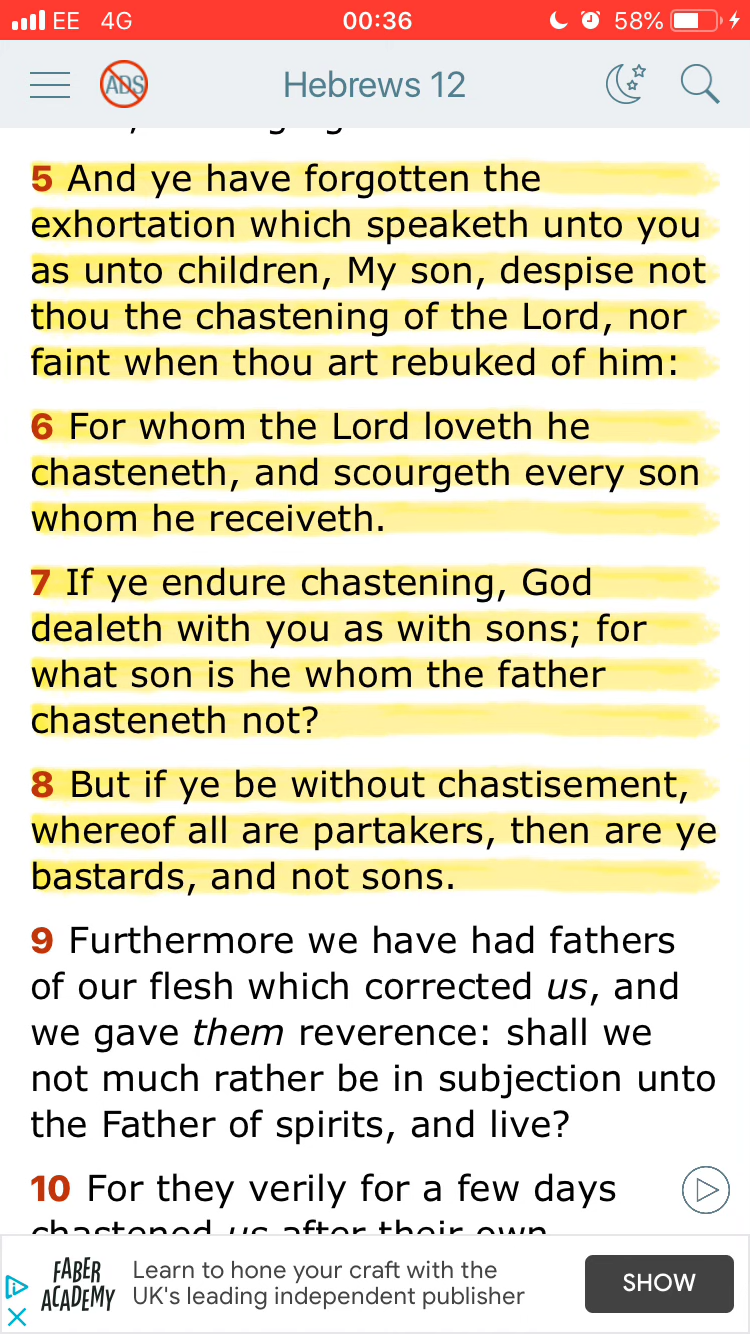 EE 4G 00:36 58%
ADS Hebrews 12
5 And ye have forgotten the
exhortation which speaketh unto you
as unto children, My son, despise not
thou the chastening of the Lord, nor
faint when thou art rebuked of him:
6 For whom the Lord loveth he
chasteneth, and scourgeth every son
whom he receiveth.
7 If ye endure chastening, God
dealeth with you as with sons; for
what son is he whom the father
chasteneth not?
8 But if ye be without chastisement,
whereof all are partakers, then are ye
bastards, and not sons.
9 Furthermore we have had fathers
of our flesh which corrected us, and
we gave them reverence: shall we
not much rather be in subjection unto
the Father of spirits, and live?
10 For they verily for a few days
chastened us after their own
FABER
ACADEMY
Learn to hone your craft with the
UK's leading independent publisher
SHOW